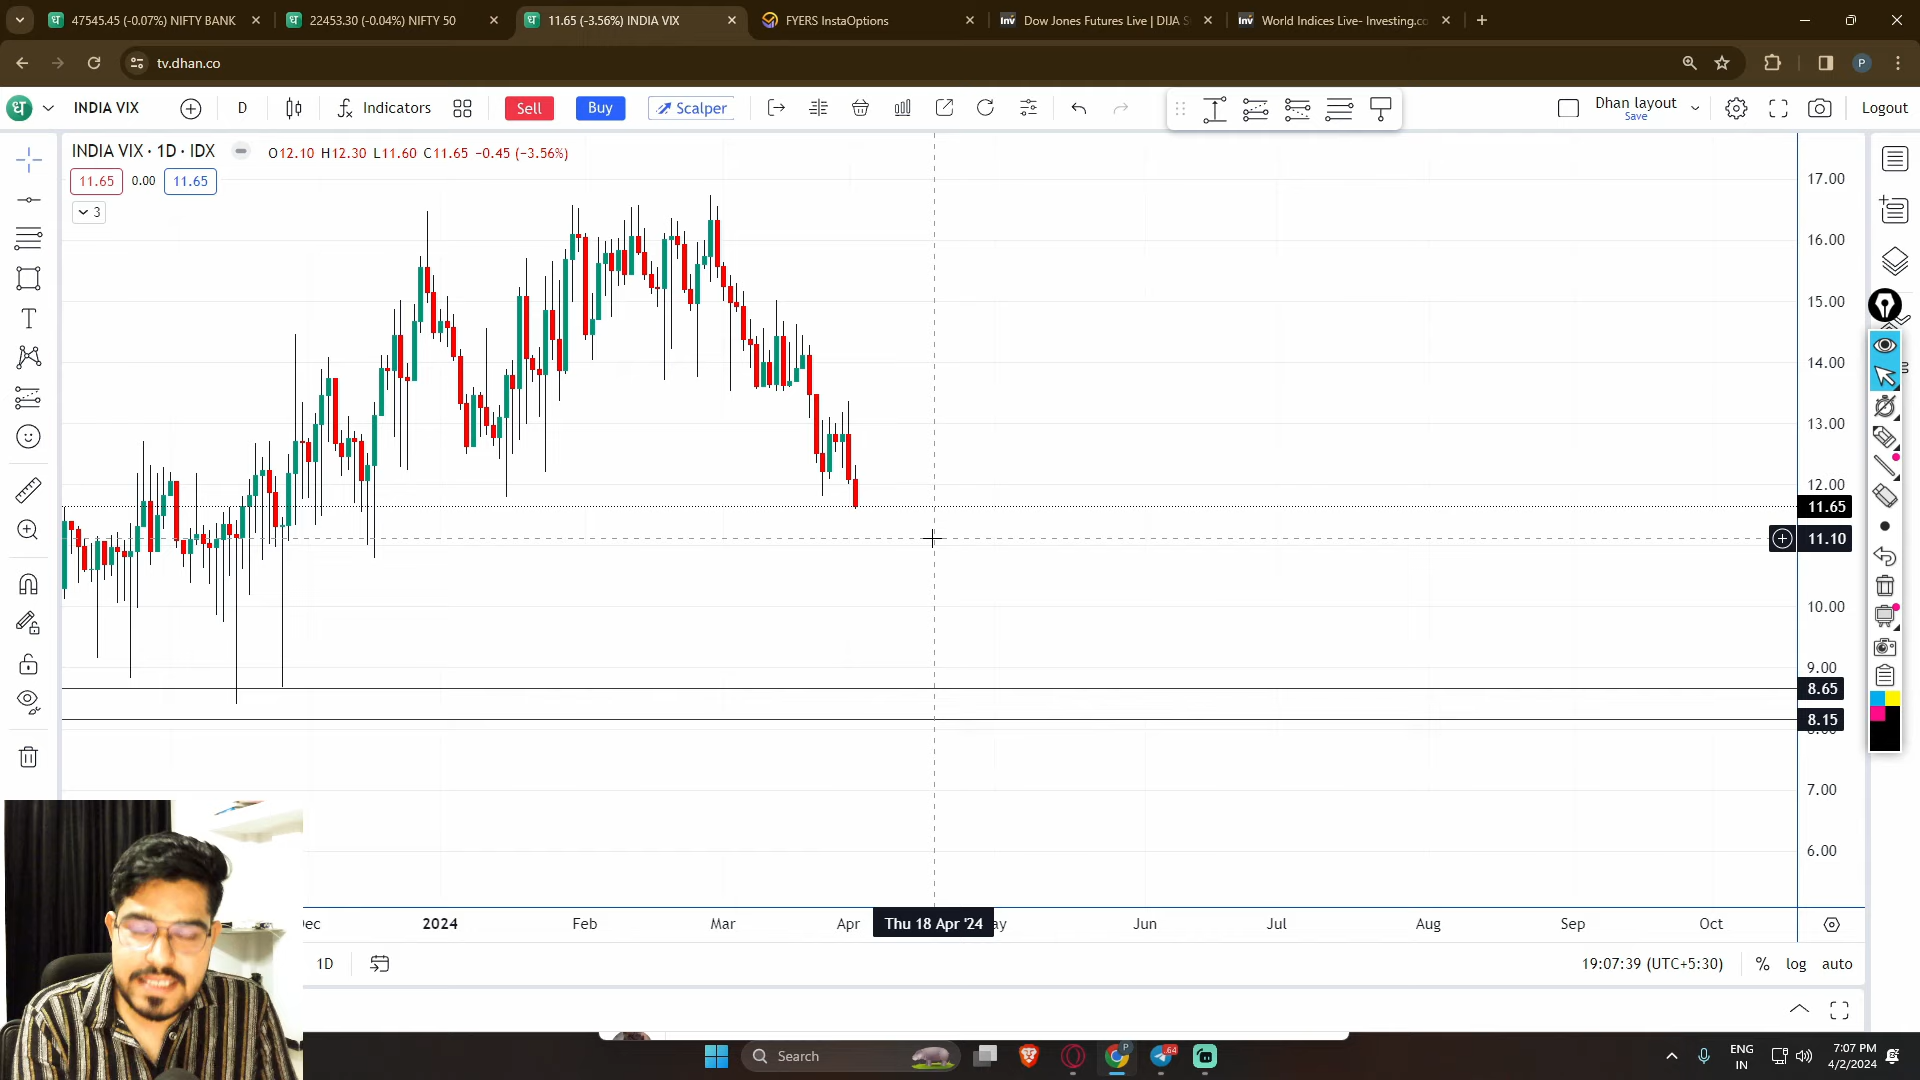 47545.45 (-0.07%) NIFTY BANK
22453.30 (-0.04%) NIFTY 50
11.65 (-3.56%) INDIA VIX
FYERS InstaOptions
Dow Jones Futures Live | DJIA S
World Indices Live- Investing.co
tv.dhan.co
P
INDIA VIX
D
Indicators
Sell
Buy
Scalper
Dhan layout
Save
Logout
INDIA VIX · 1D · IDX
O12.10 H12.30 L11.60 C11.65 −0.45 (−3.56%)
11.65
0.00
11.65
3
17.00
16.00
15.00
14.00
13.00
12.00
11.65
11.10
10.00
9.00
8.65
8.15
8.00
7.00
6.00
2024
Feb
Mar
Apr
Thu 18 Apr '24
Jun
Jul
Aug
Sep
Oct
1D
19:07:39 (UTC+5:30)
%
log
auto
Search
ENG
IN
7:07 PM
4/2/2024